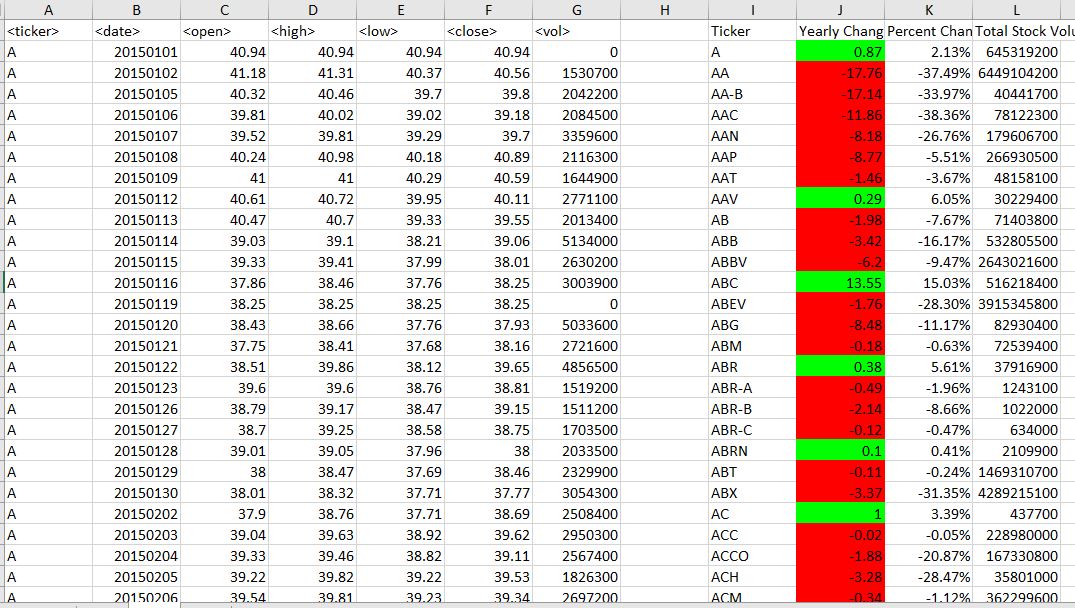 A B C D E F G H I J K L
<ticker> <date> <open> <high> <low> <close> <vol> Ticker Yearly Chang Percent Chan Total Stock Volu
A 20150101 40.94 40.94 40.94 40.94 0 A 0.87 2.13% 645319200
A 20150102 41.18 41.31 40.37 40.56 1530700 AA -17.76 -37.49% 6449104200
A 20150105 40.32 40.46 39.7 39.8 2042200 AA-B -17.14 -33.97% 40441700
A 20150106 39.81 40.02 39.02 39.18 2084500 AAC -11.86 -38.36% 78122300
A 20150107 39.52 39.81 39.29 39.7 3359600 AAN -8.18 -26.76% 179606700
A 20150108 40.24 40.98 40.18 40.89 2116300 AAP -8.77 -5.51% 266930500
A 20150109 41 41 40.29 40.59 1644900 AAT -1.46 -3.67% 48158100
A 20150112 40.61 40.72 39.95 40.11 2771100 AAV 0.29 6.05% 30229400
A 20150113 40.47 40.7 39.33 39.55 2013400 AB -1.98 -7.67% 71403800
A 20150114 39.03 39.1 38.21 39.06 5134000 ABB -3.42 -16.17% 532805500
A 20150115 39.33 39.41 37.99 38.01 2630200 ABBV -6.2 -9.47% 2643021600
A 20150116 37.86 38.46 37.76 38.25 3003900 ABC 13.55 15.03% 516218400
A 20150119 38.25 38.25 38.25 38.25 0 ABEV -1.76 -28.30% 3915345800
A 20150120 38.43 38.66 37.76 37.93 5033600 ABG -8.48 -11.17% 82930400
A 20150121 37.75 38.41 37.68 38.16 2721600 ABM -0.18 -0.63% 72539400
A 20150122 38.51 39.86 38.12 39.65 4856500 ABR 0.38 5.61% 37916900
A 20150123 39.6 39.6 38.76 38.81 1519200 ABR-A -0.49 -1.96% 1243100
A 20150126 38.79 39.17 38.47 39.15 1511200 ABR-B -2.14 -8.66% 1022000
A 20150127 38.7 39.25 38.58 38.75 1703500 ABR-C -0.12 -0.47% 634000
A 20150128 39.01 39.05 37.96 38 2033500 ABRN 0.1 0.41% 2109900
A 20150129 38 38.47 37.69 38.46 2329900 ABT -0.11 -0.24% 1469310700
A 20150130 38.01 38.32 37.71 37.77 3054300 ABX -3.37 -31.35% 4289215100
A 20150202 37.9 38.76 37.71 38.69 2508400 AC 1 3.39% 437700
A 20150203 39.04 39.63 38.92 39.62 2950300 ACC -0.02 -0.05% 228980000
A 20150204 39.33 39.46 38.82 39.11 2567400 ACCO -1.88 -20.87% 167330800
A 20150205 39.22 39.82 39.22 39.53 1826300 ACH -3.28 -28.47% 35801000
A 20150206 39.54 39.81 39.23 39.34 2697200 ACM -0.34 -1.12% 362299600